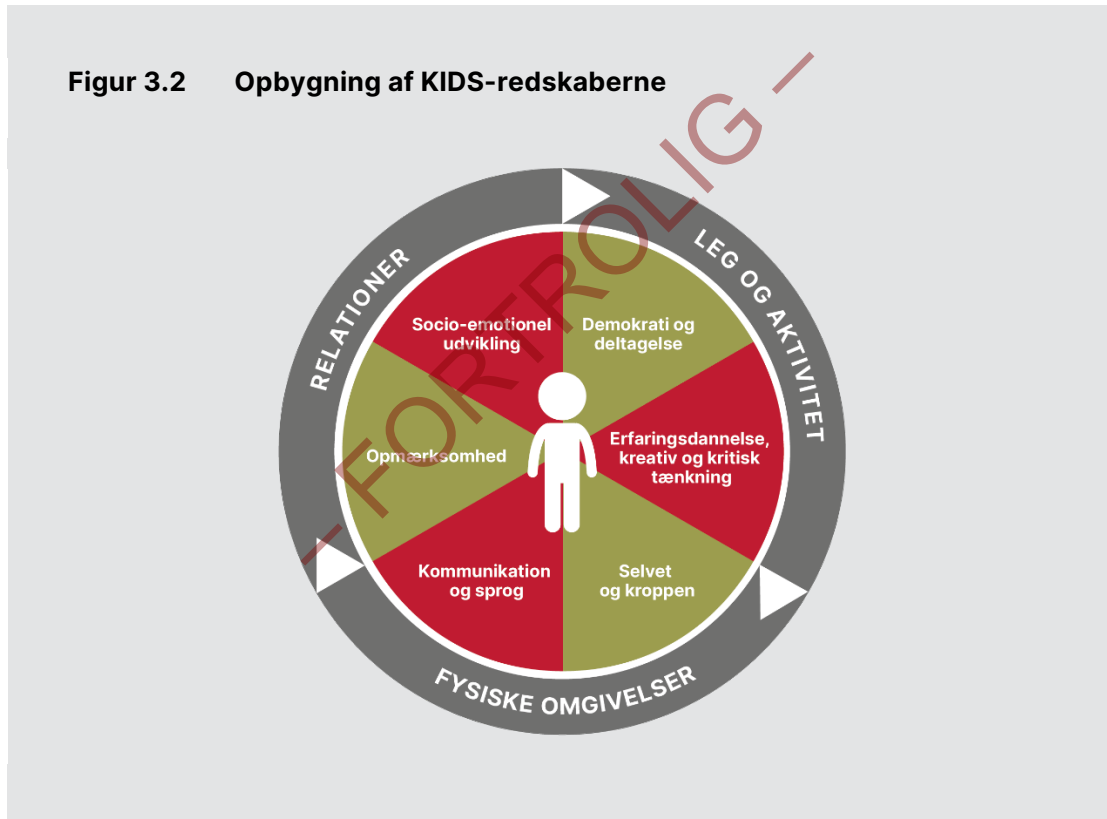 Figur 3.2 Opbygning af KIDS-redskaberne
– FORTROLIG –
RELATIONER
LEG OG AKTIVITET
Socio-emotionel
udvikling
Demokrati og
deltagelse
Opmærksomhed
Erfaringsdannelse,
kreativ og kritisk
tænkning
Kommunikation
og sprog
Selvet
og kroppen
FYSISKE OMGIVELSER